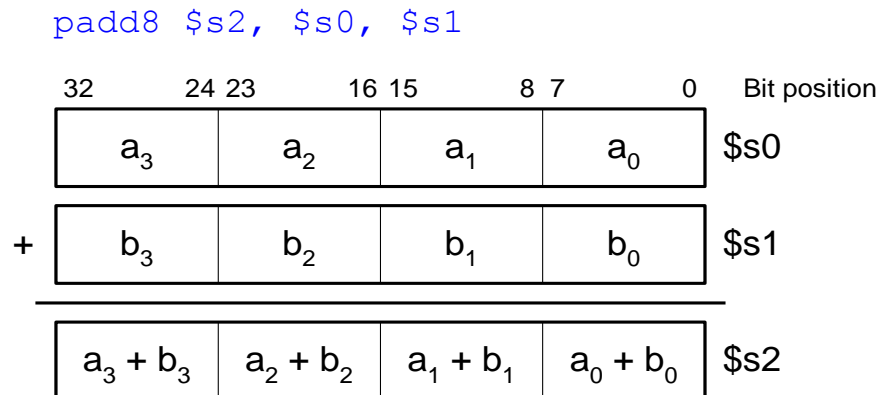 padd8 $s2, $s0, $s1
32 24 23 16 15 8 7 0 Bit position
a₃ a₂ a₁ a₀ $s0
+ b₃ b₂ b₁ b₀ $s1
a₃ + b₃ a₂ + b₂ a₁ + b₁ a₀ + b₀ $s2